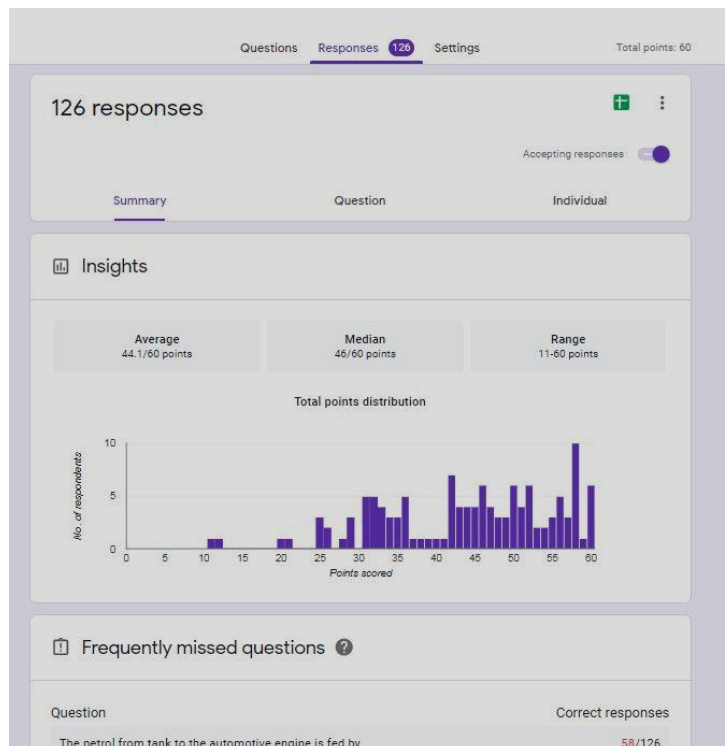 Questions Responses 126 Settings Total points: 60
126 responses
Accepting responses
Summary Question Individual
Insights
Average Median Range
44.1/60 points 46/60 points 11-60 points
Total points distribution
No. of respondents
10
5
0
0 5 10 15 20 25 30 35 40 45 50 55 60
Points scored
Frequently missed questions ?
Question Correct responses
The petrol from tank to the automotive engine is fed by 58/126